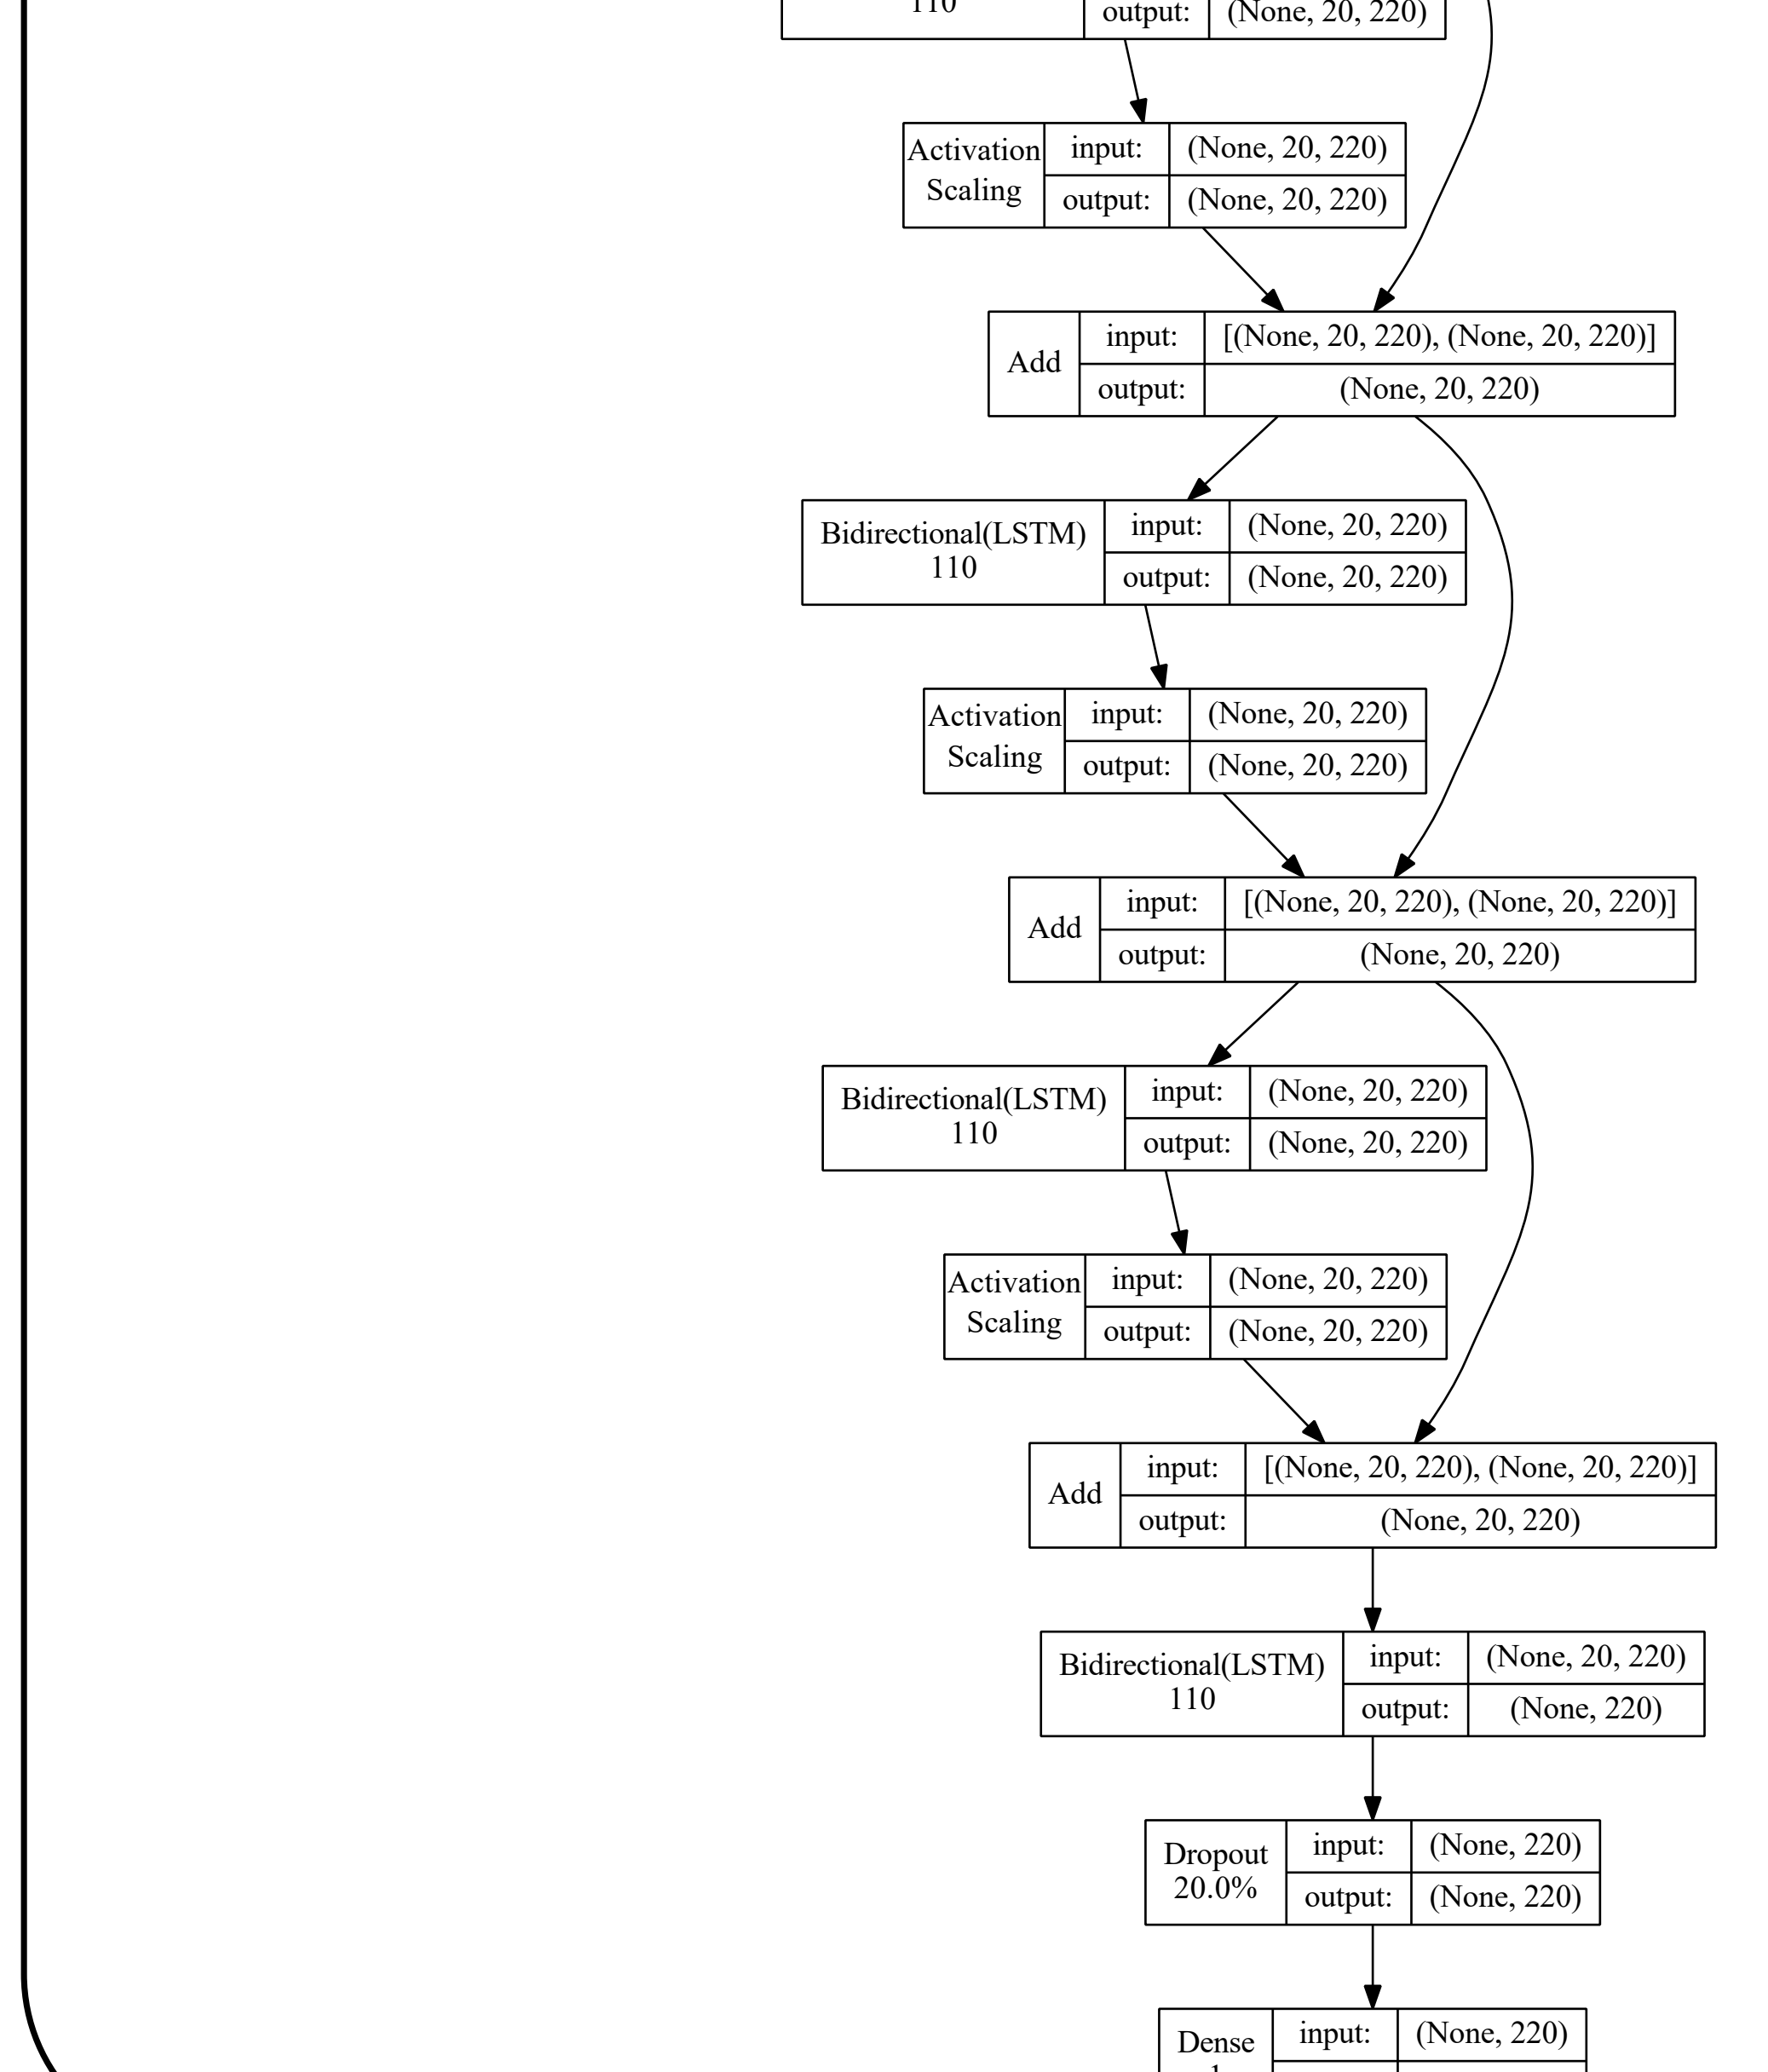 110
output: (None, 20, 220)
Activation
Scaling
input: (None, 20, 220)
output: (None, 20, 220)
Add
input: [(None, 20, 220), (None, 20, 220)]
output: (None, 20, 220)
Bidirectional(LSTM)
110
input: (None, 20, 220)
output: (None, 20, 220)
Activation
Scaling
input: (None, 20, 220)
output: (None, 20, 220)
Add
input: [(None, 20, 220), (None, 20, 220)]
output: (None, 20, 220)
Bidirectional(LSTM)
110
input: (None, 20, 220)
output: (None, 20, 220)
Activation
Scaling
input: (None, 20, 220)
output: (None, 20, 220)
Add
input: [(None, 20, 220), (None, 20, 220)]
output: (None, 20, 220)
Bidirectional(LSTM)
110
input: (None, 20, 220)
output: (None, 220)
Dropout
20.0%
input: (None, 220)
output: (None, 220)
Dense
input: (None, 220)